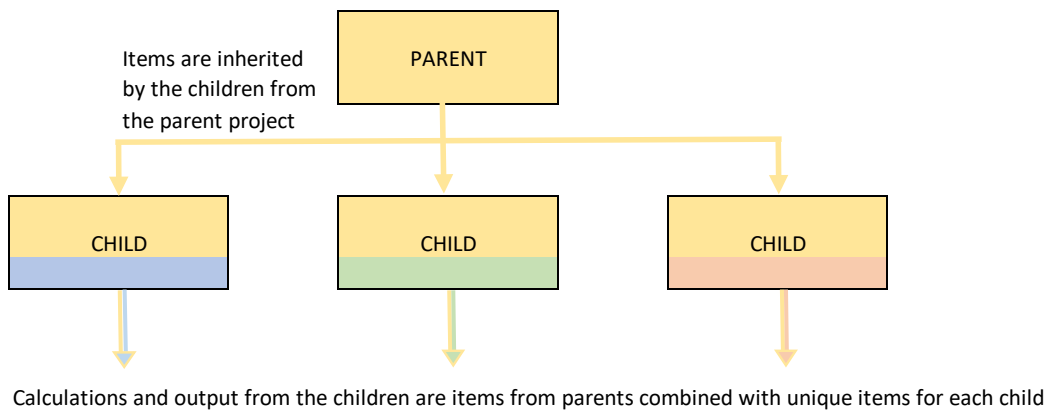 Items are inherited
by the children from
the parent project
PARENT
CHILD
CHILD
CHILD
Calculations and output from the children are items from parents combined with unique items for each child